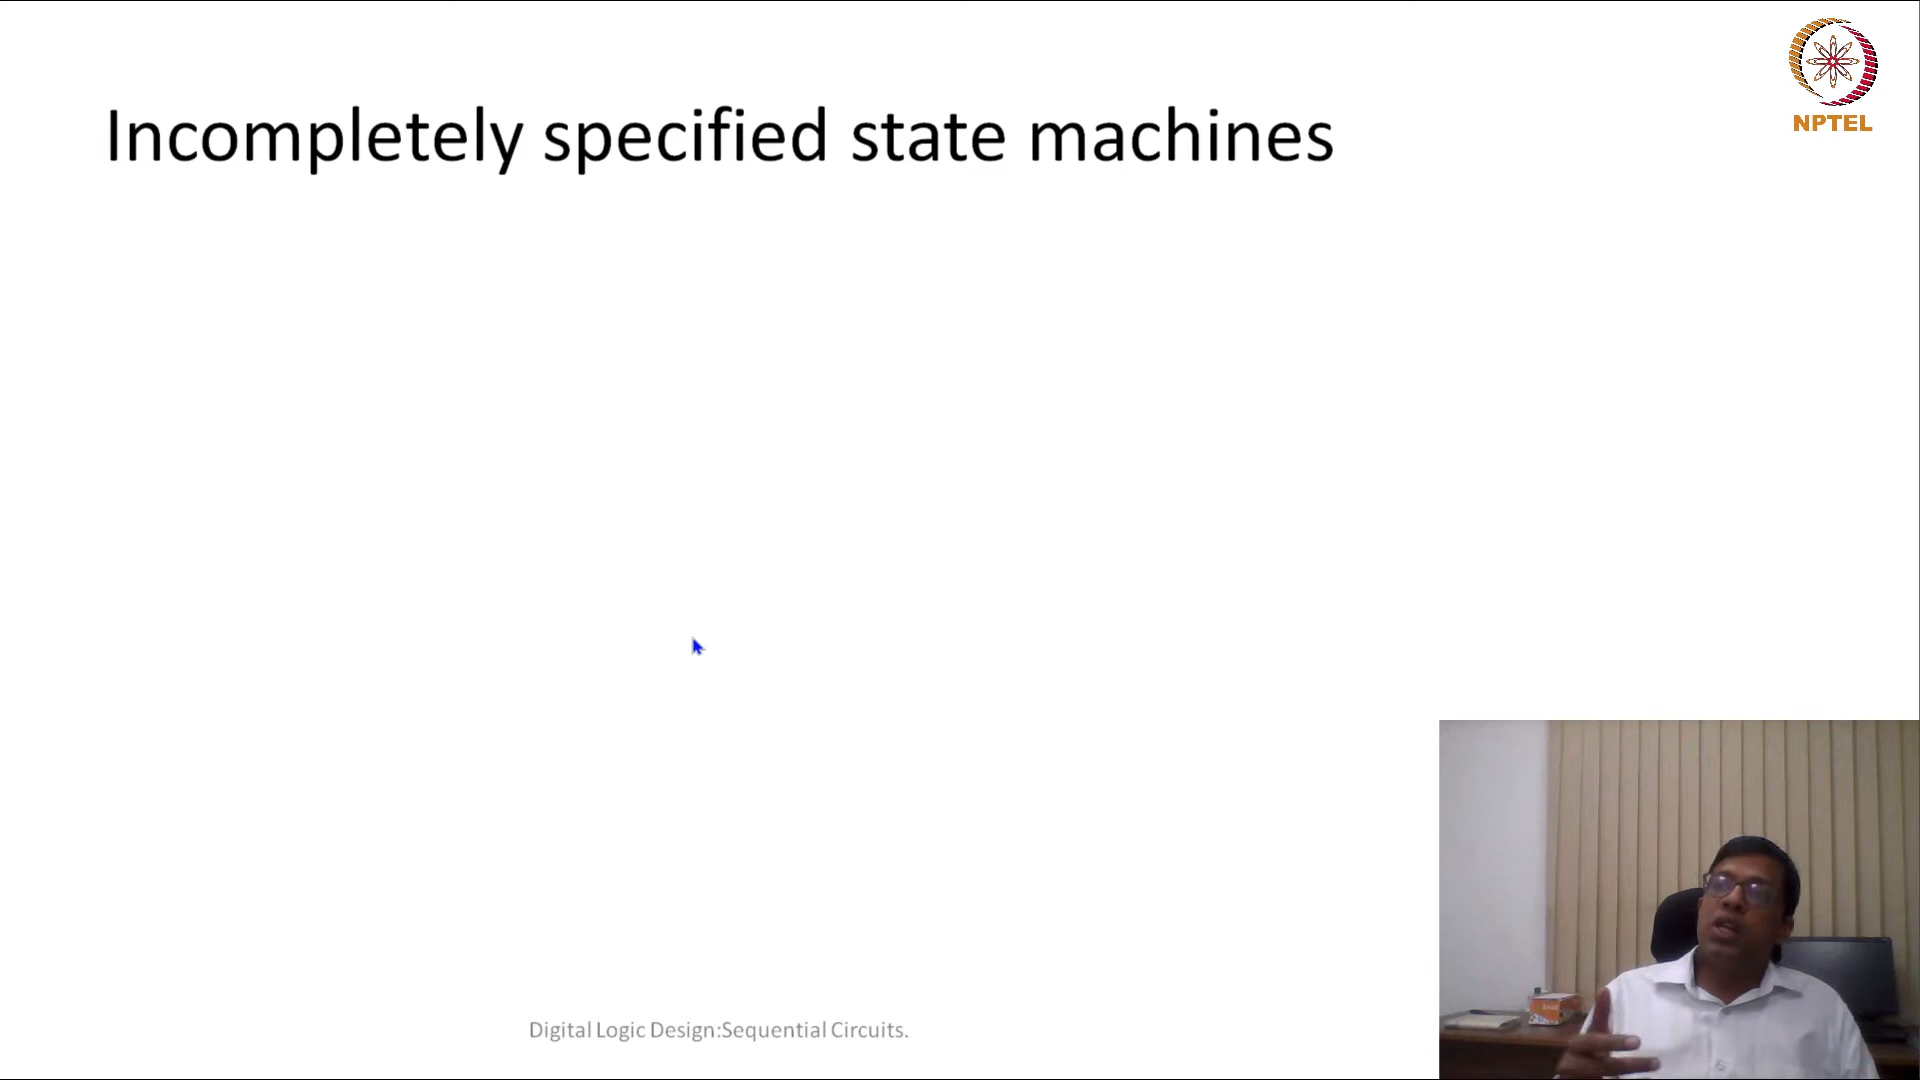 NPTEL
Incompletely specified state machines
Digital Logic Design:Sequential Circuits.